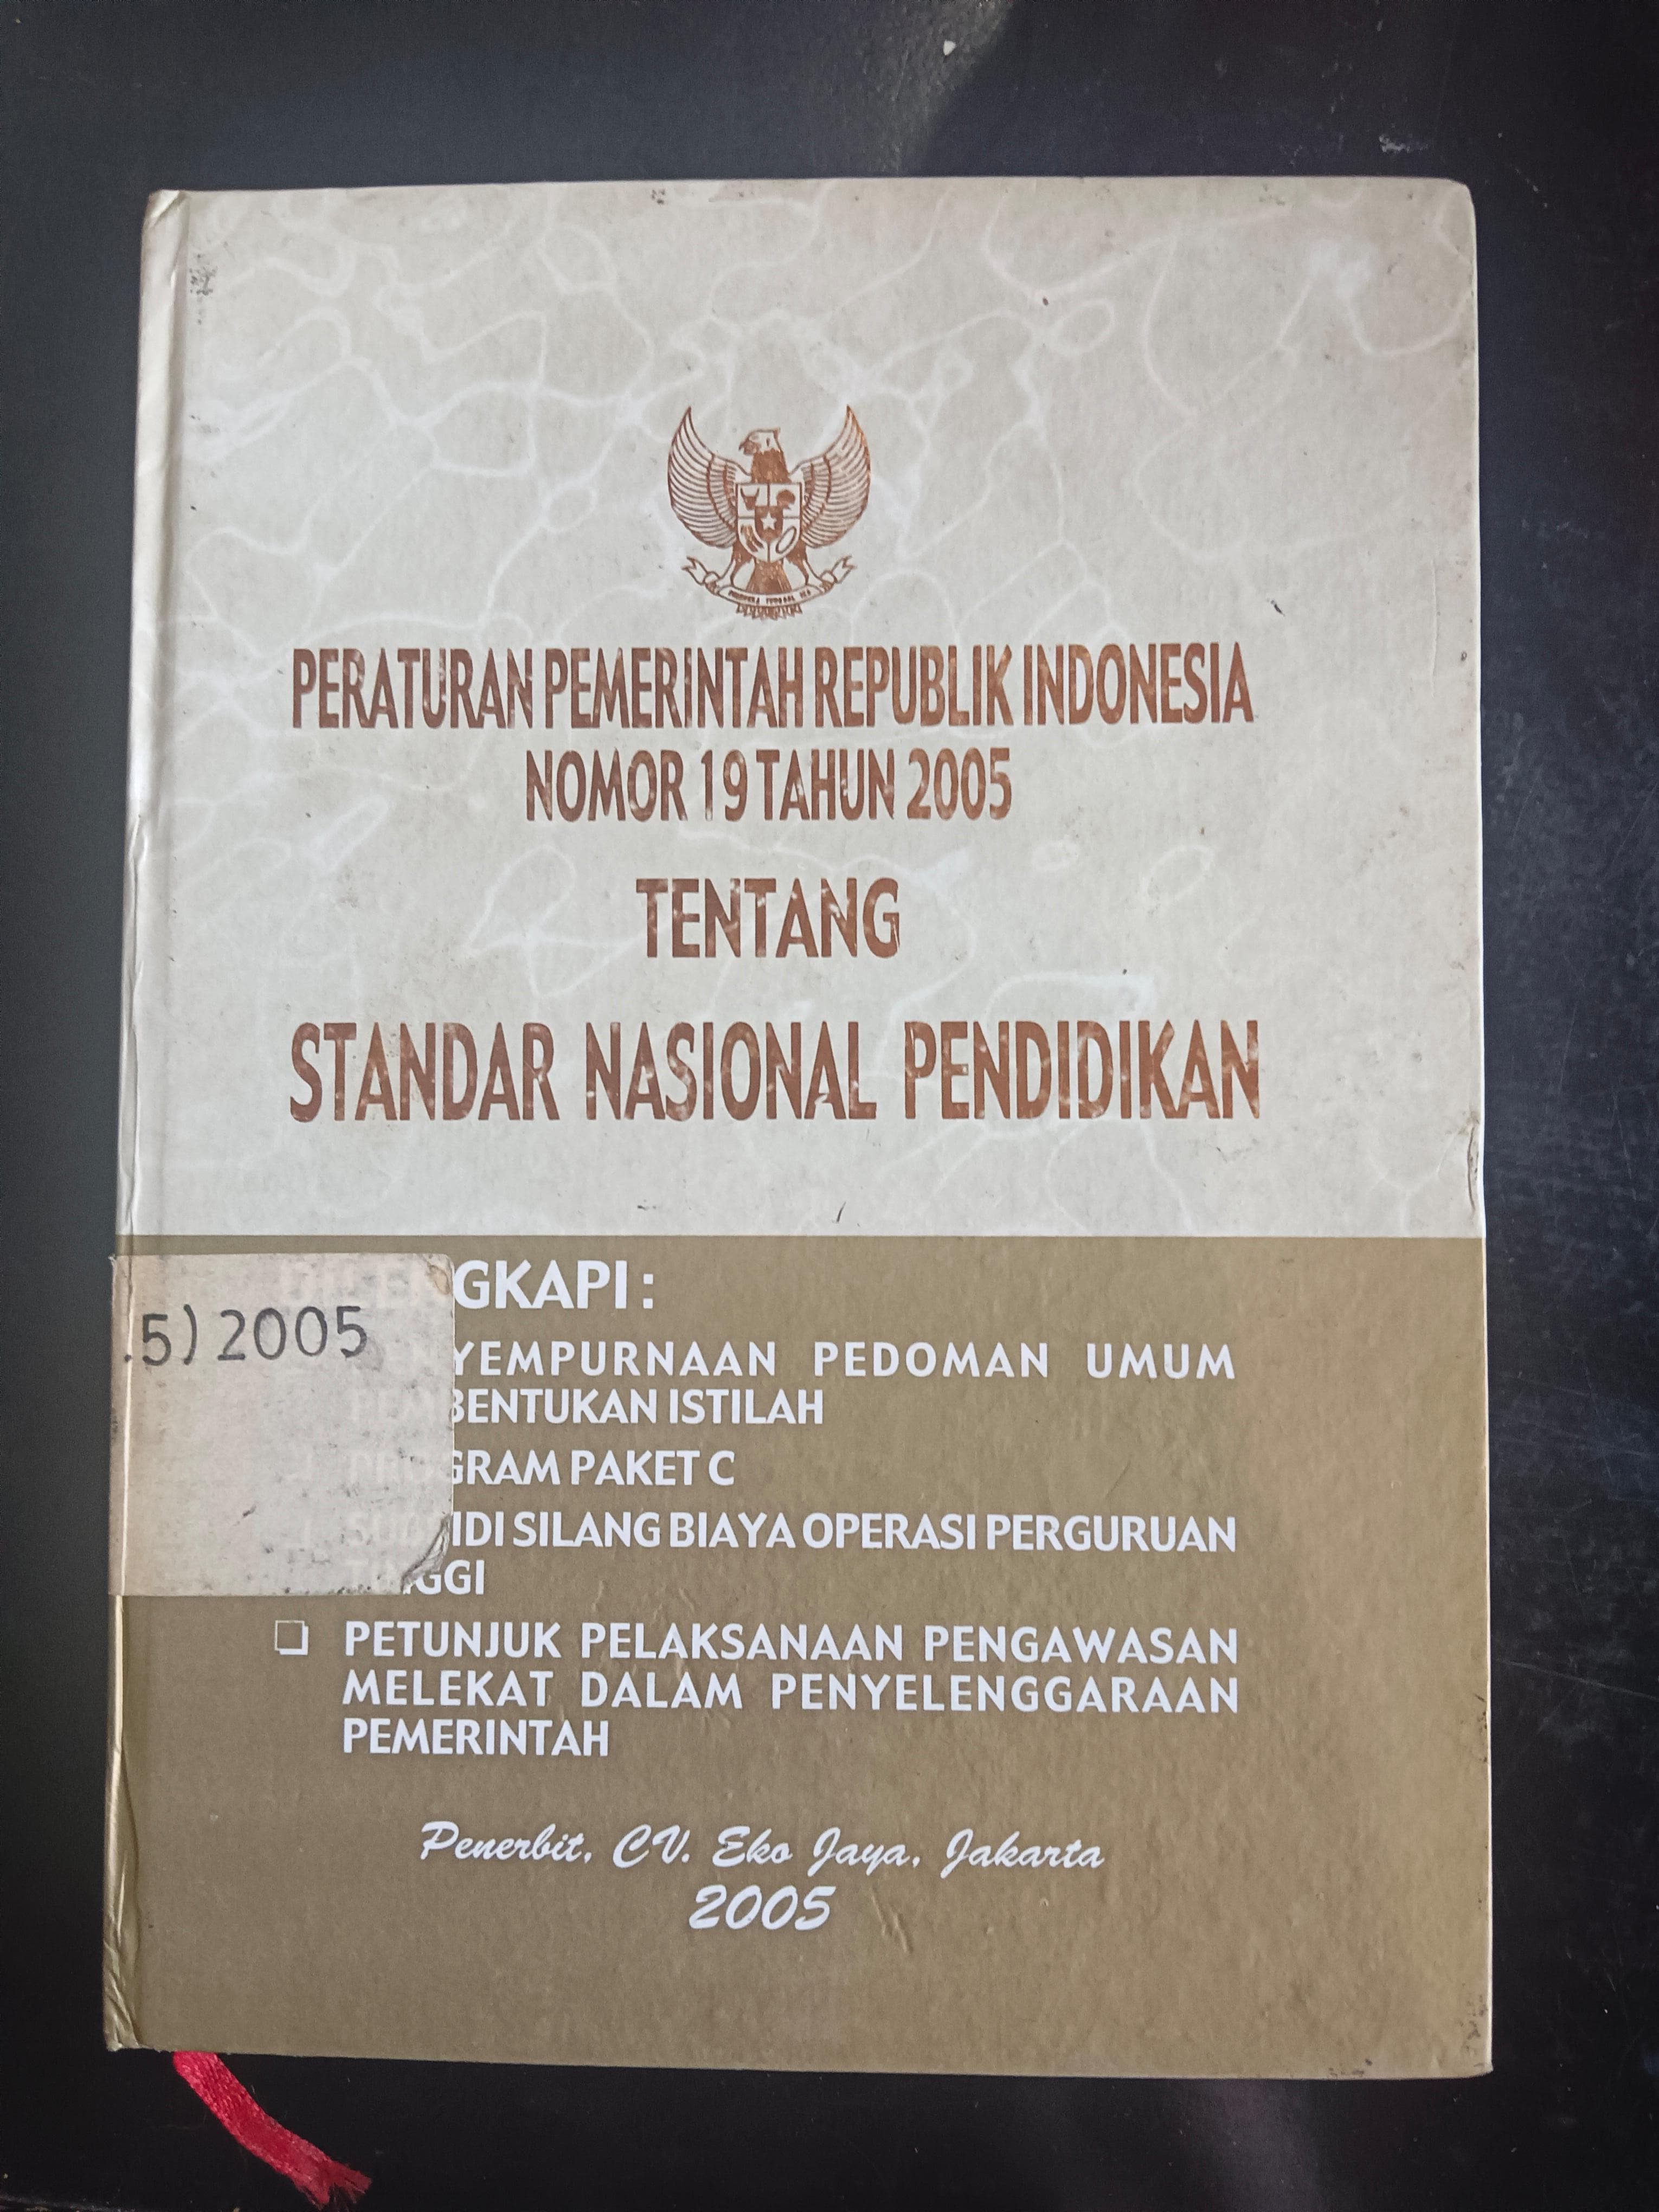 PERATURAN PEMERINTAH REPUBLIK INDONESIA
NOMOR 19 TAHUN 2005
TENTANG
STANDAR NASIONAL PENDIDIKAN
GKAPI :
.5) 2005
YEMPURNAAN PEDOMAN UMUM
BENTUKAN ISTILAH
GRAM PAKET C
IDI SILANG BIAYA OPERASI PERGURUAN
GGI
PETUNJUK PELAKSANAAN PENGAWASAN
MELEKAT DALAM PENYELENGGARAAN
PEMERINTAH
Penerbit, CV. Eko Jaya, Jakarta
2005